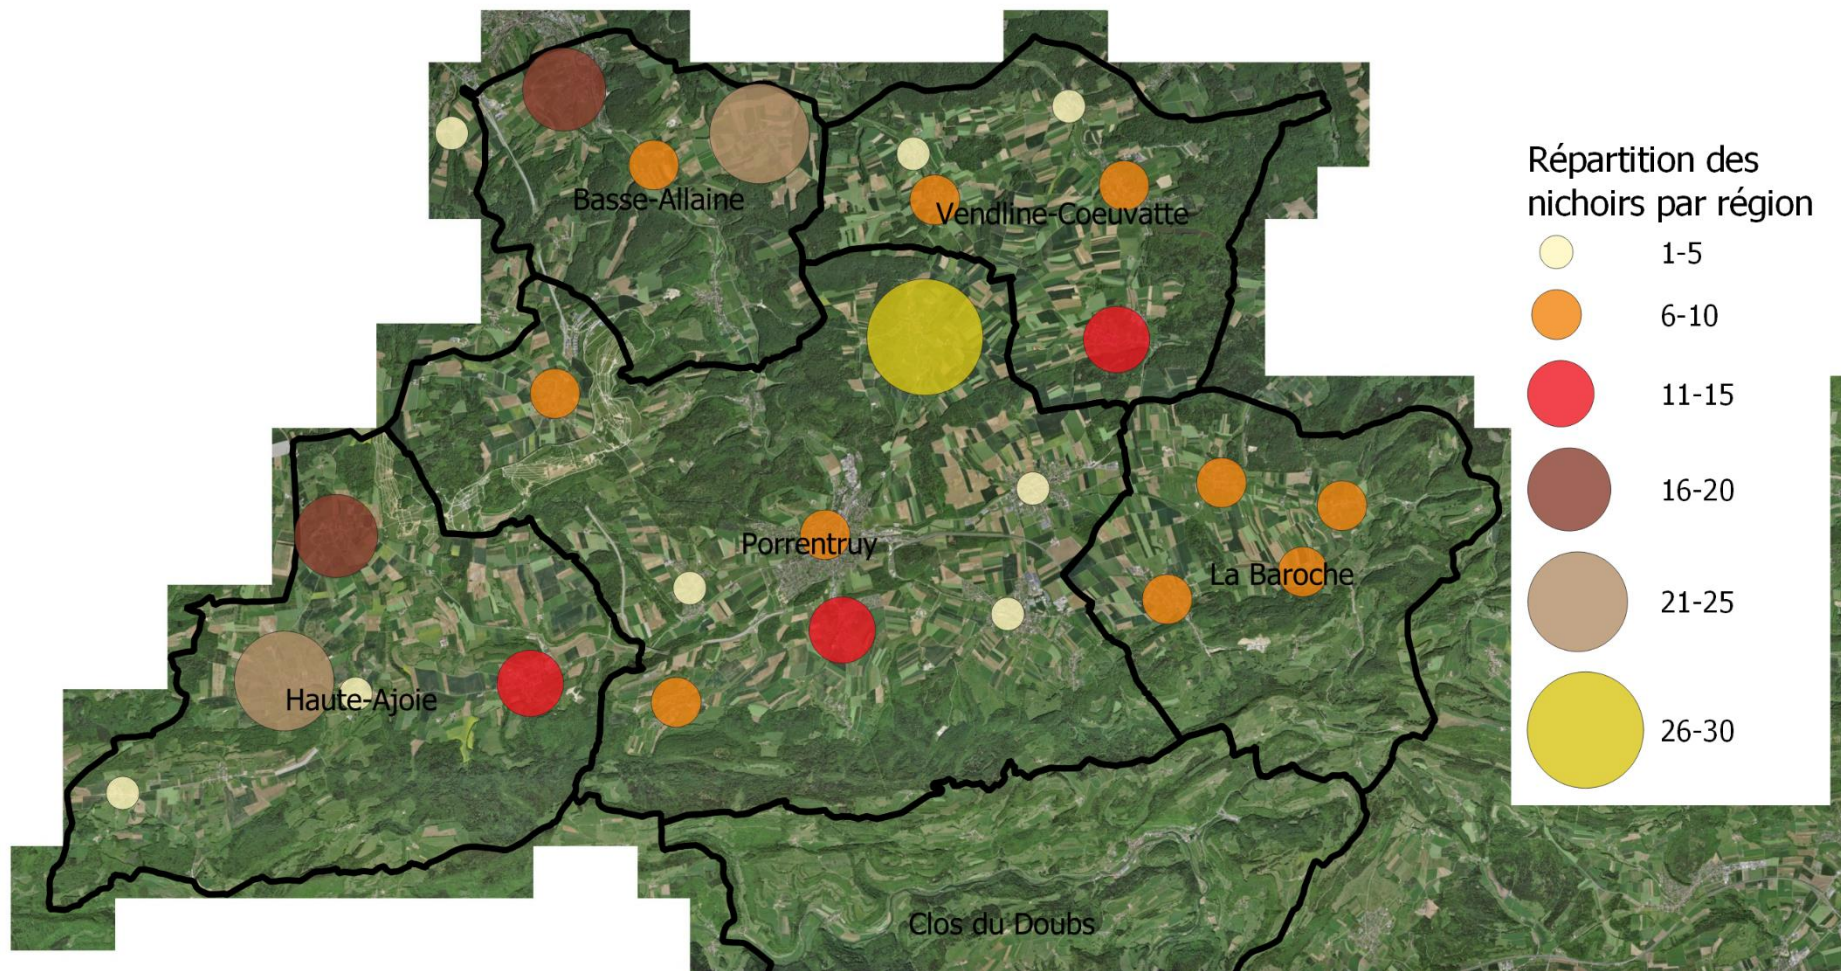 Répartition des
nichoirs par région
1-5
6-10
11-15
16-20
21-25
26-30
Basse-Allaine
Vendline-Coeuvatte
Porrentruy
La Baroche
Haute-Ajoie
Clos du Doubs